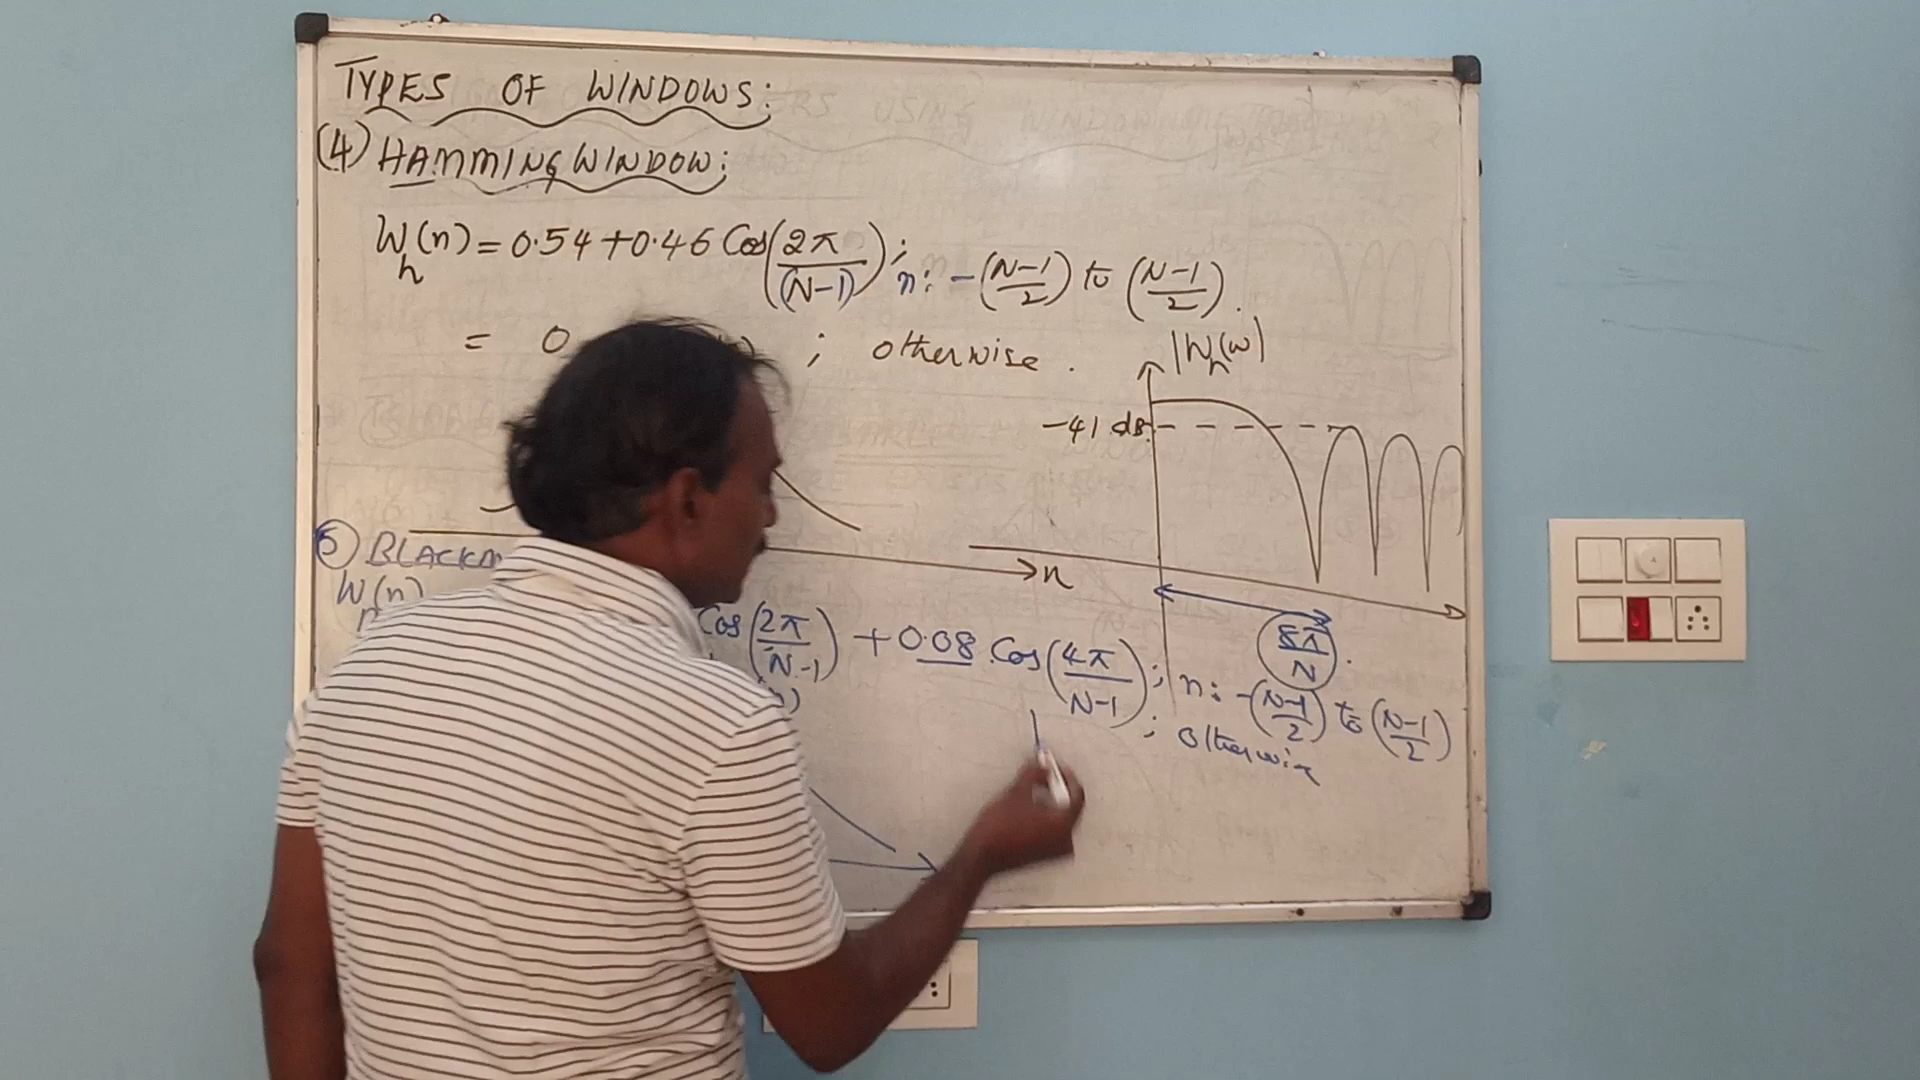 TYPES OF WINDOWS:
(4) HAMMING WINDOW:
W_h(n) = 0.54 + 0.46 Cos(2π/(N-1)); n: -(N-1/2) to (N-1/2).
= 0 ; otherwise.
|W_h(ω)|
-41 dB
n
8π/N.
(5) BLACKM
W(n)
Cos(2π/N-1) + 0.08 Cos(4π/N-1); n: -(N-1/2) to (N-1/2)
; otherwise